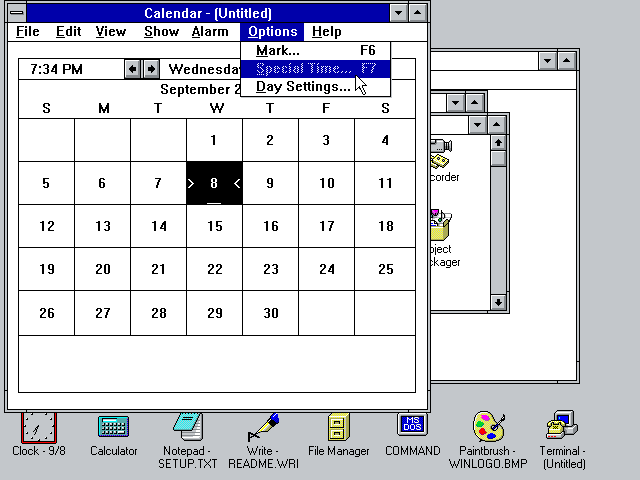 Calendar - (Untitled)
File Edit View Show Alarm Options Help
Mark... F6
Special Time... F7
Day Settings...
7:34 PM
September
S M T W T F S
1 2 3 4
5 6 7 > 8 < 9 10 11
12 13 14 15 16 17 18
19 20 21 22 23 24 25
26 27 28 29 30
corder
oject
ckager
MS
DOS
Clock - 9/8
Calculator
Notepad -
SETUP.TXT
Write -
README.WRI
File Manager
COMMAND
Paintbrush -
WINLOGO.BMP
Terminal -
(Untitled)